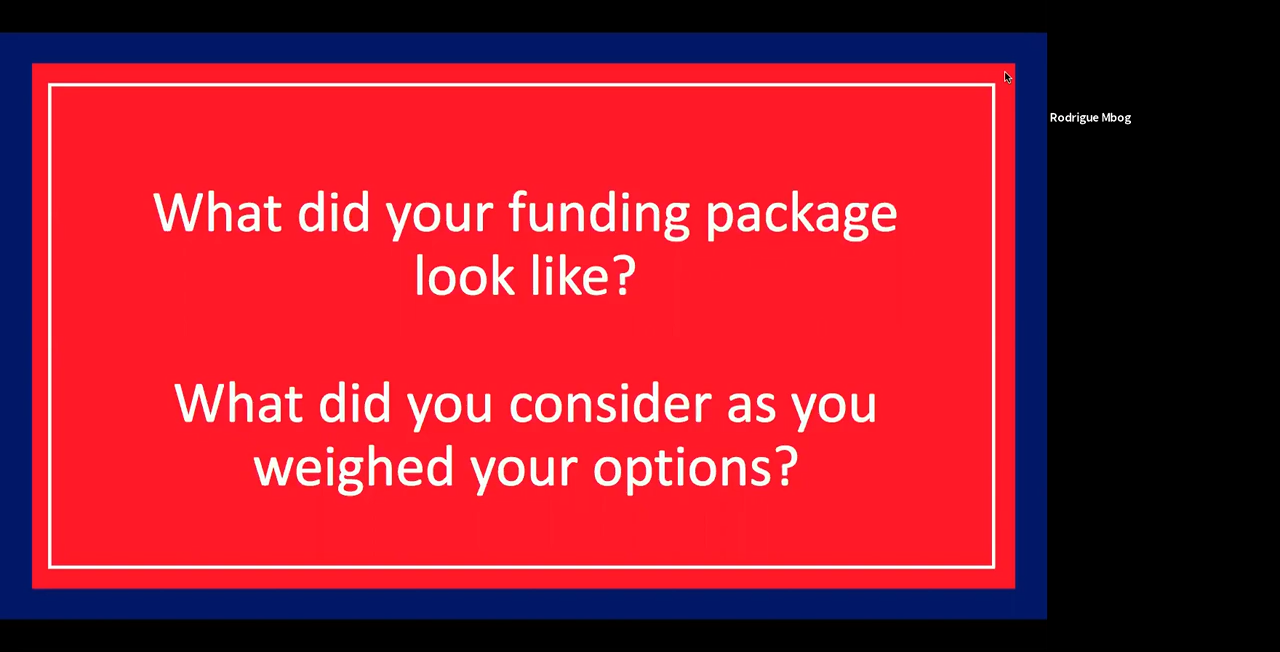 What did your funding package
look like?
What did you consider as you
weighed your options?
Rodrigue Mbog